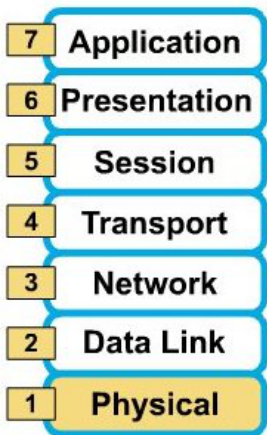 7 Application
6 Presentation
5 Session
4 Transport
3 Network
2 Data Link
1 Physical